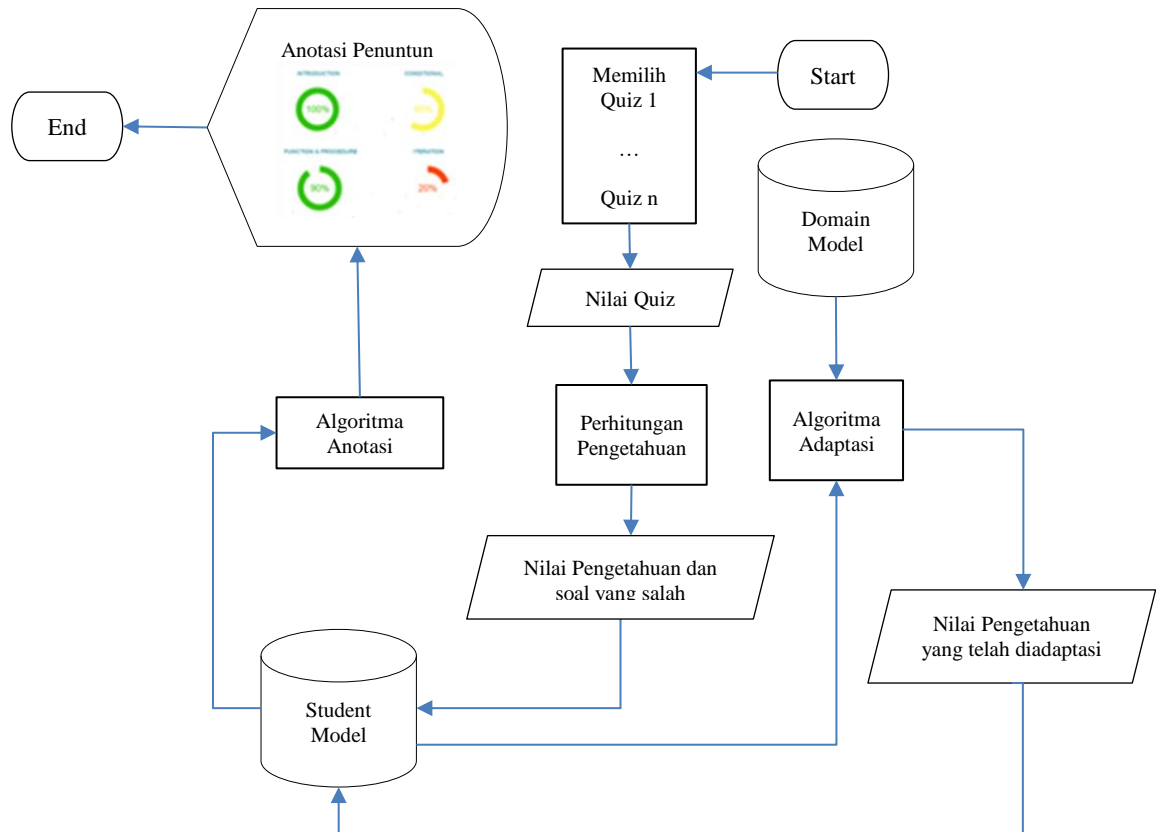 Anotasi Penuntun
INTRODUCTION
CONDITIONAL
100%
FUNCTION & PROCEDURE
ITERATION
90%
20%
End
Memilih
Quiz 1
…
Quiz n
Start
Domain
Model
Nilai Quiz
Algoritma
Anotasi
Perhitungan
Pengetahuan
Algoritma
Adaptasi
Nilai Pengetahuan dan
soal yang salah
Nilai Pengetahuan
yang telah diadaptasi
Student
Model